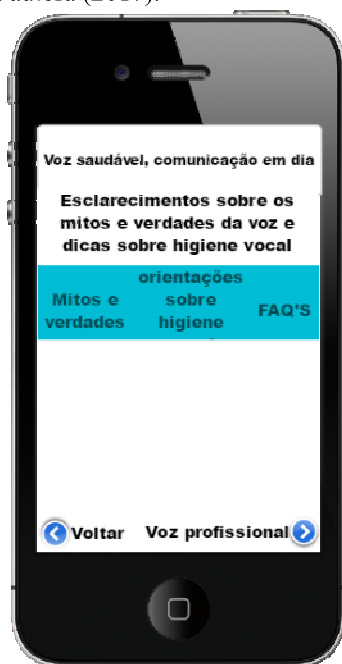 (2017).
Voz saudável, comunicação em dia
Esclarecimentos sobre os
mitos e verdades da voz e
dicas sobre higiene vocal
Mitos e
verdades
orientações
sobre
higiene
FAQ'S
Voltar
Voz profissional